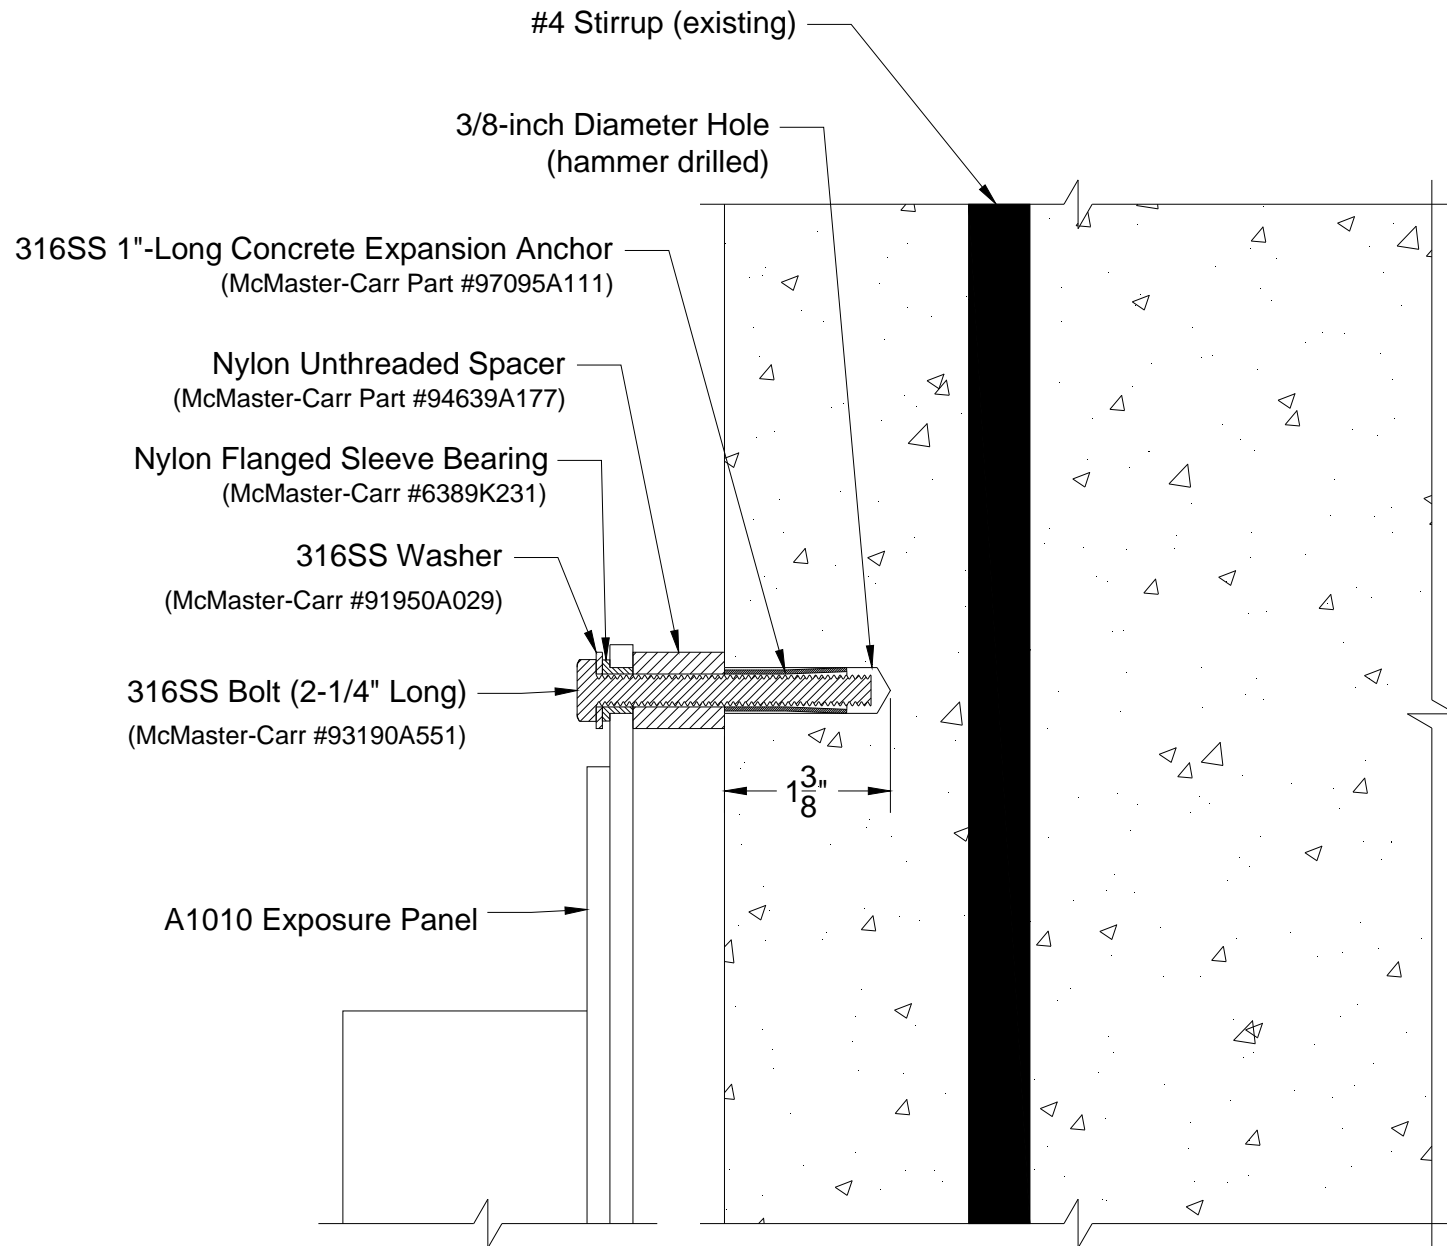 #4 Stirrup (existing)
3/8-inch Diameter Hole
(hammer drilled)
316SS 1"-Long Concrete Expansion Anchor
(McMaster-Carr Part #97095A111)
Nylon Unthreaded Spacer
(McMaster-Carr Part #94639A177)
Nylon Flanged Sleeve Bearing
(McMaster-Carr #6389K231)
316SS Washer
(McMaster-Carr #91950A029)
316SS Bolt (2-1/4" Long)
(McMaster-Carr #93190A551)
1 3/8"
A1010 Exposure Panel